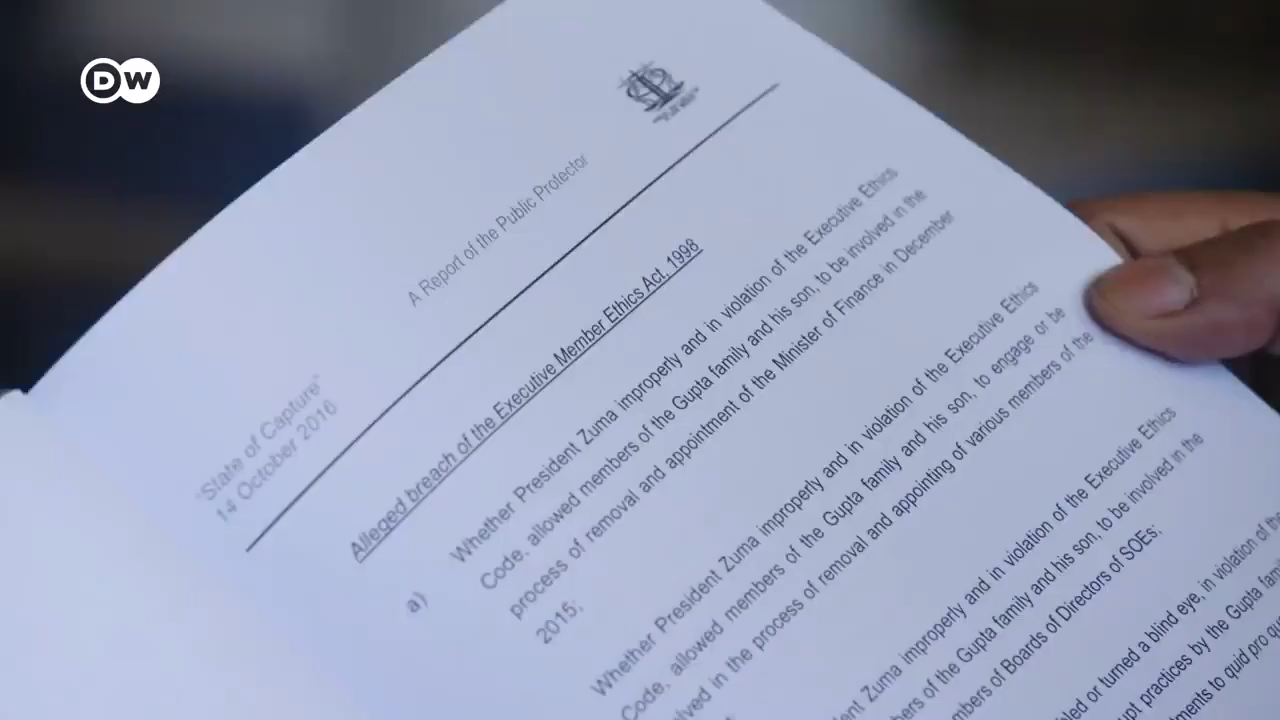 DW
"State of Capture"
14 October 2016
A Report of the Public Protector
Alleged breach of the Executive Member Ethics Act, 1998
a)
Whether President Zuma improperly and in violation of the Executive Ethics
Code, allowed members of the Gupta family and his son, to be involved in the
process of removal and appointment of the Minister of Finance in December
2015;
Whether President Zuma improperly and in violation of the Executive Ethics
Code, allowed members of the Gupta family and his son, to engage or be
lved in the process of removal and appointing of various members of the
dent Zuma improperly and in violation of the Executive Ethics
bers of the Gupta family and his son, to be involved in the
mbers of Boards of Directors of SOEs;
bled or turned a blind eye, in violation of
pt practices by the Gupta
ments to quid pro